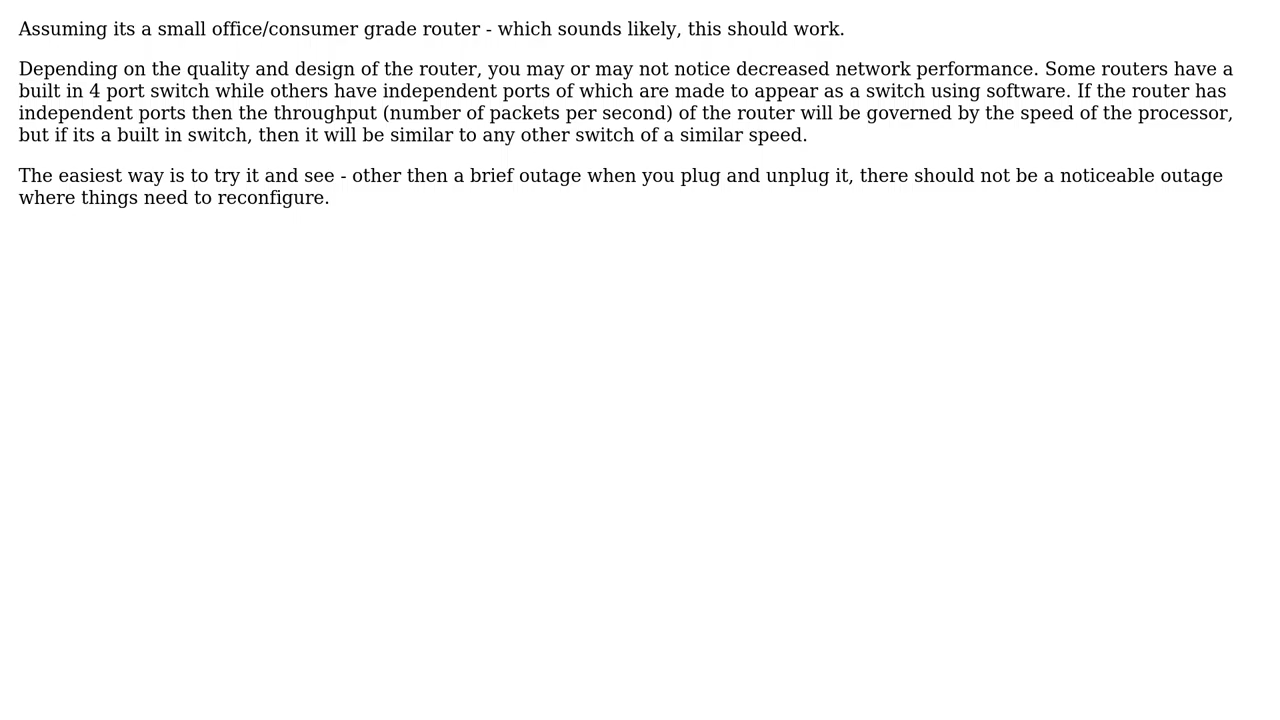 Assuming its a small office/consumer grade router - which sounds likely, this should work.
Depending on the quality and design of the router, you may or may not notice decreased network performance. Some routers have a
built in 4 port switch while others have independent ports of which are made to appear as a switch using software. If the router has
independent ports then the throughput (number of packets per second) of the router will be governed by the speed of the processor,
but if its a built in switch, then it will be similar to any other switch of a similar speed.
The easiest way is to try it and see - other then a brief outage when you plug and unplug it, there should not be a noticeable outage
where things need to reconfigure.